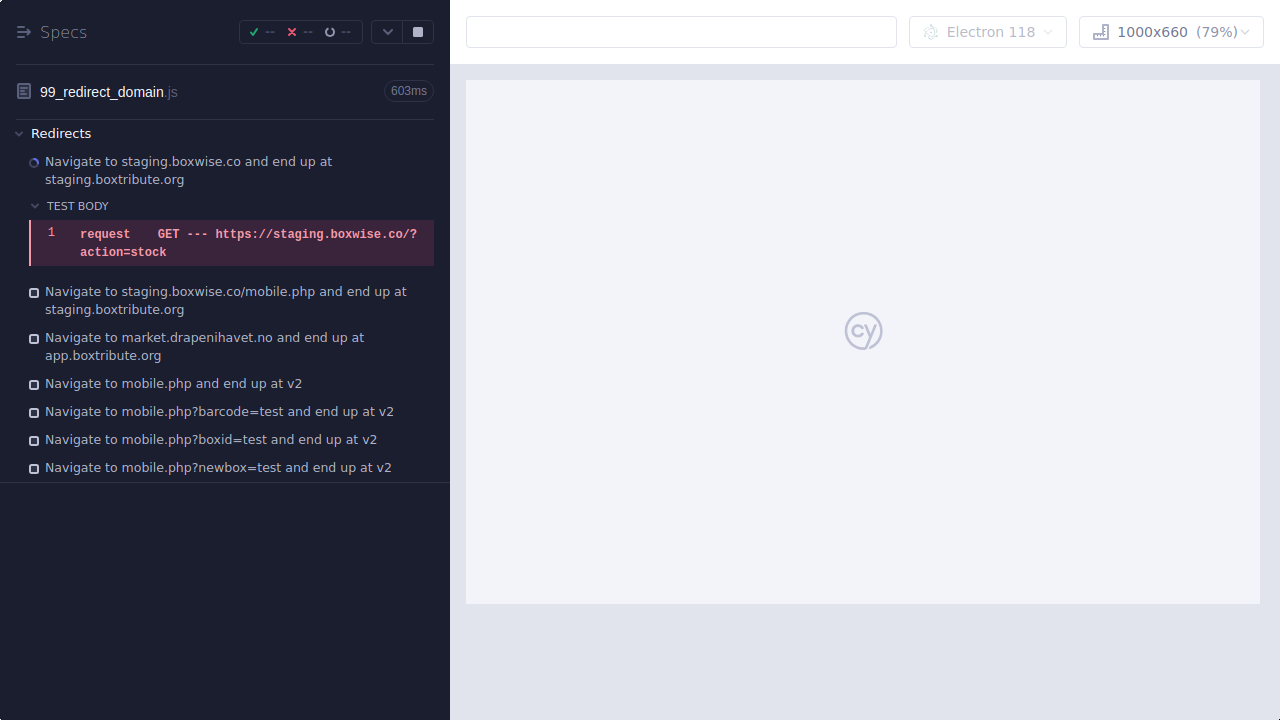 Specs
--
--
--
Electron 118
1000x660 (79%)
99_redirect_domain.js
603ms
Redirects
Navigate to staging.boxwise.co and end up at
staging.boxtribute.org
TEST BODY
1 request GET --- https://staging.boxwise.co/?
action=stock
Navigate to staging.boxwise.co/mobile.php and end up at
staging.boxtribute.org
Navigate to market.drapenihavet.no and end up at
app.boxtribute.org
Navigate to mobile.php and end up at v2
Navigate to mobile.php?barcode=test and end up at v2
Navigate to mobile.php?boxid=test and end up at v2
Navigate to mobile.php?newbox=test and end up at v2
cy